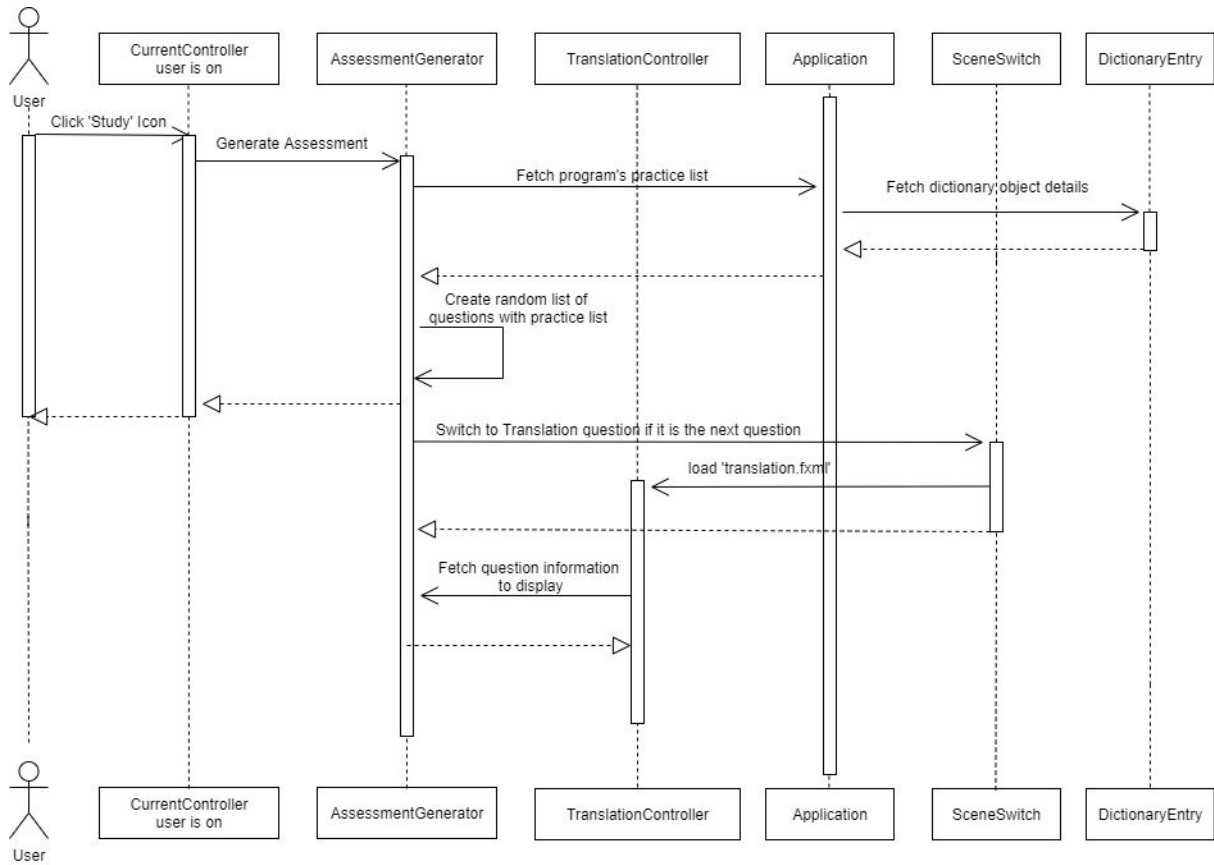 User
CurrentController
user is on
AssessmentGenerator
TranslationController
Application
SceneSwitch
DictionaryEntry
Click 'Study' Icon
Generate Assessment
Fetch program's practice list
Fetch dictionary object details
Create random list of
questions with practice list
Switch to Translation question if it is the next question
load 'translation.fxml'
Fetch question information
to display
User
CurrentController
user is on
AssessmentGenerator
TranslationController
Application
SceneSwitch
DictionaryEntry